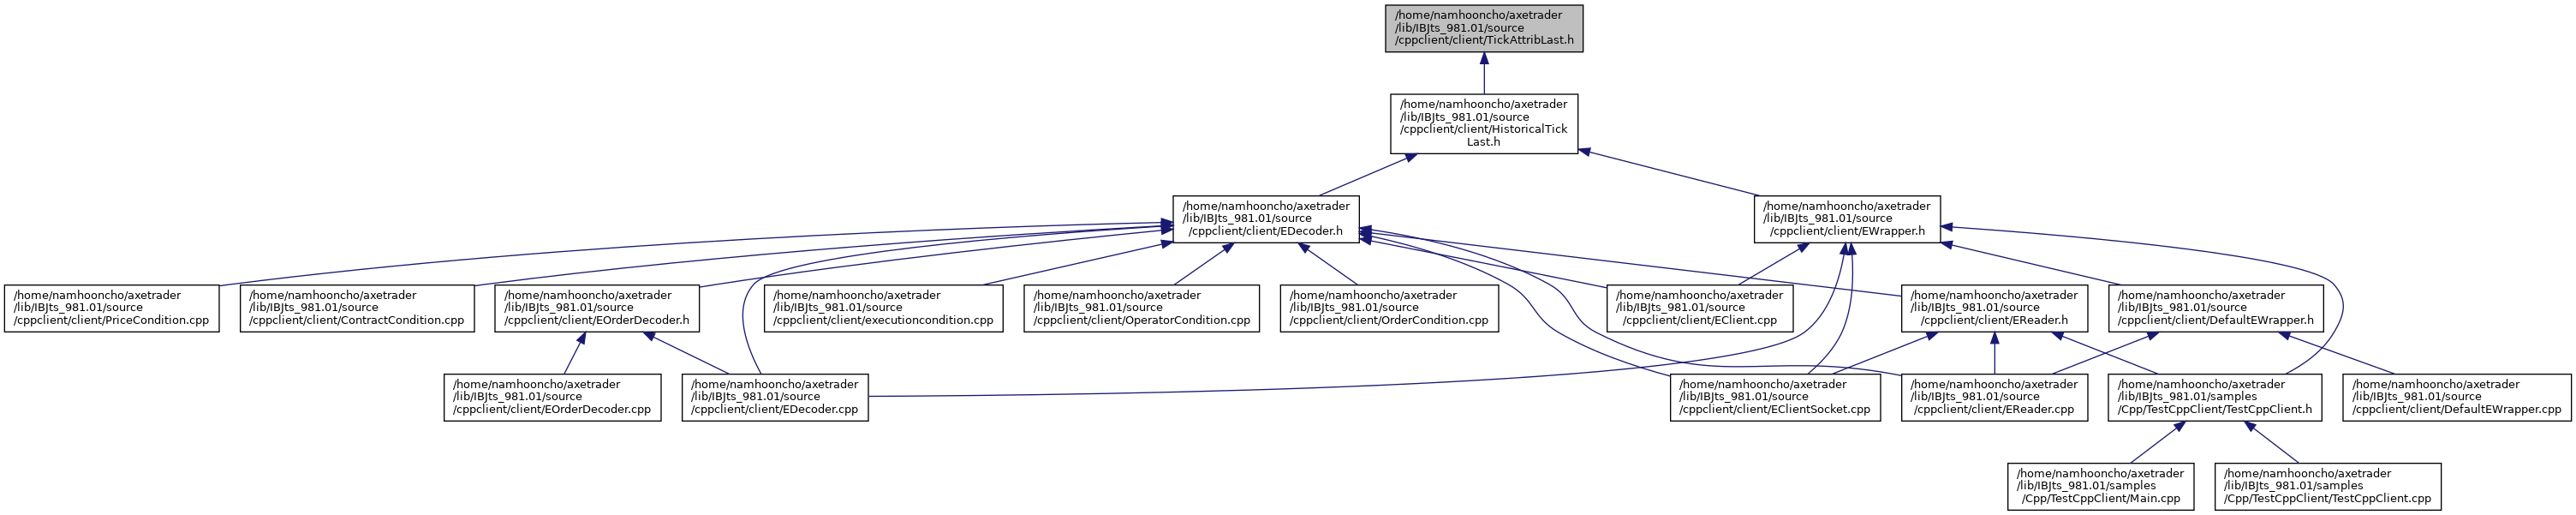 /home/namhooncho/axetrader
/lib/IBJts_981.01/source
/cppclient/client/TickAttribLast.h
/home/namhooncho/axetrader
/lib/IBJts_981.01/source
/cppclient/client/HistoricalTick
Last.h
/home/namhooncho/axetrader
/lib/IBJts_981.01/source
/cppclient/client/EDecoder.h
/home/namhooncho/axetrader
/lib/IBJts_981.01/source
/cppclient/client/EWrapper.h
/home/namhooncho/axetrader
/lib/IBJts_981.01/source
/cppclient/client/PriceCondition.cpp
/home/namhooncho/axetrader
/lib/IBJts_981.01/source
/cppclient/client/ContractCondition.cpp
/home/namhooncho/axetrader
/lib/IBJts_981.01/source
/cppclient/client/EOrderDecoder.h
/home/namhooncho/axetrader
/lib/IBJts_981.01/source
/cppclient/client/executioncondition.cpp
/home/namhooncho/axetrader
/lib/IBJts_981.01/source
/cppclient/client/OperatorCondition.cpp
/home/namhooncho/axetrader
/lib/IBJts_981.01/source
/cppclient/client/OrderCondition.cpp
/home/namhooncho/axetrader
/lib/IBJts_981.01/source
/cppclient/client/EClient.cpp
/home/namhooncho/axetrader
/lib/IBJts_981.01/source
/cppclient/client/EReader.h
/home/namhooncho/axetrader
/lib/IBJts_981.01/source
/cppclient/client/DefaultEWrapper.h
/home/namhooncho/axetrader
/lib/IBJts_981.01/source
/cppclient/client/EOrderDecoder.cpp
/home/namhooncho/axetrader
/lib/IBJts_981.01/source
/cppclient/client/EDecoder.cpp
/home/namhooncho/axetrader
/lib/IBJts_981.01/source
/cppclient/client/EClientSocket.cpp
/home/namhooncho/axetrader
/lib/IBJts_981.01/source
/cppclient/client/EReader.cpp
/home/namhooncho/axetrader
/lib/IBJts_981.01/samples
/Cpp/TestCppClient/TestCppClient.h
/home/namhooncho/axetrader
/lib/IBJts_981.01/source
/cppclient/client/DefaultEWrapper.cpp
/home/namhooncho/axetrader
/lib/IBJts_981.01/samples
/Cpp/TestCppClient/Main.cpp
/home/namhooncho/axetrader
/lib/IBJts_981.01/samples
/Cpp/TestCppClient/TestCppClient.cpp